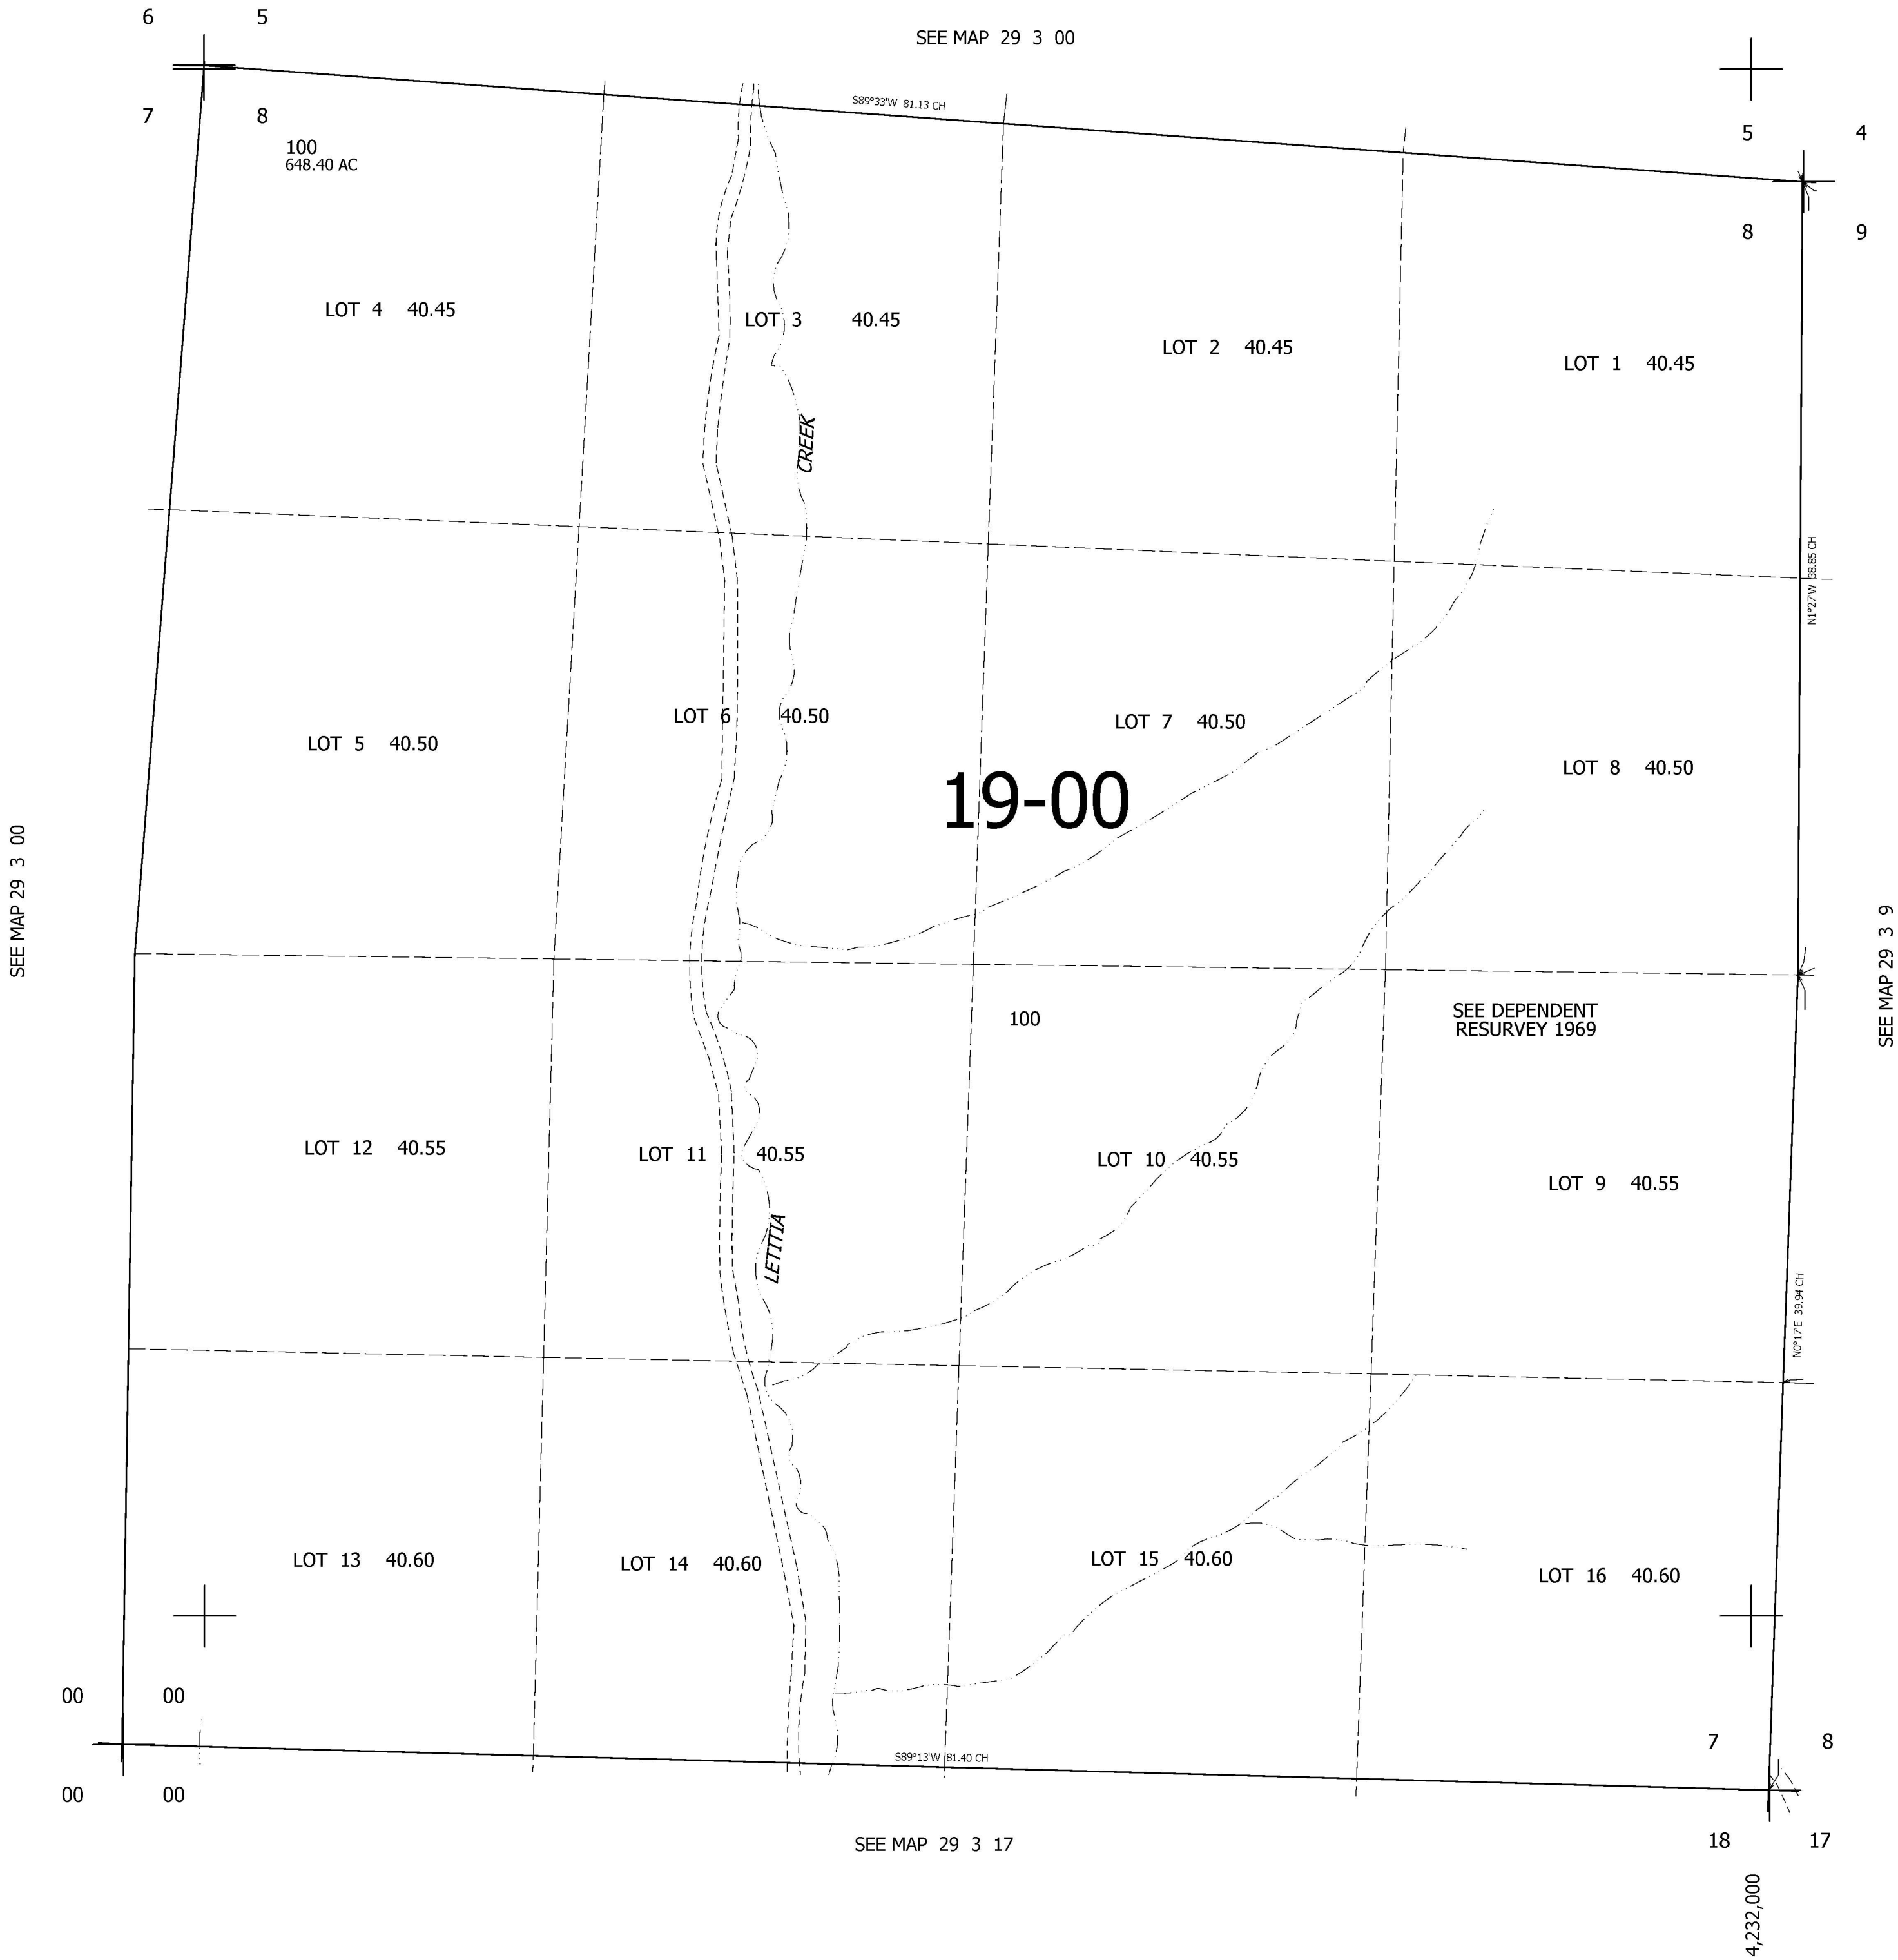 6 5
SEE MAP 29 3 00
7 8
S89°33'W 81.13 CH
5 4
100
648.40 AC
8 9
LOT 4 40.45
LOT 3 40.45
LOT 2 40.45
LOT 1 40.45
CREEK
N1°27'W 38.85 CH
LOT 5 40.50
LOT 6 40.50
LOT 7 40.50
LOT 8 40.50
19-00
SEE MAP 29 3 00
SEE MAP 29 3 9
100
SEE DEPENDENT
RESURVEY 1969
LOT 12 40.55
LOT 11 40.55
LOT 10 40.55
LOT 9 40.55
LETITIA
N0°17'E 39.94 CH
LOT 13 40.60
LOT 14 40.60
LOT 15 40.60
LOT 16 40.60
00 00
7 8
S89°13'W 81.40 CH
00 00
SEE MAP 29 3 17
18 17
4,232,000